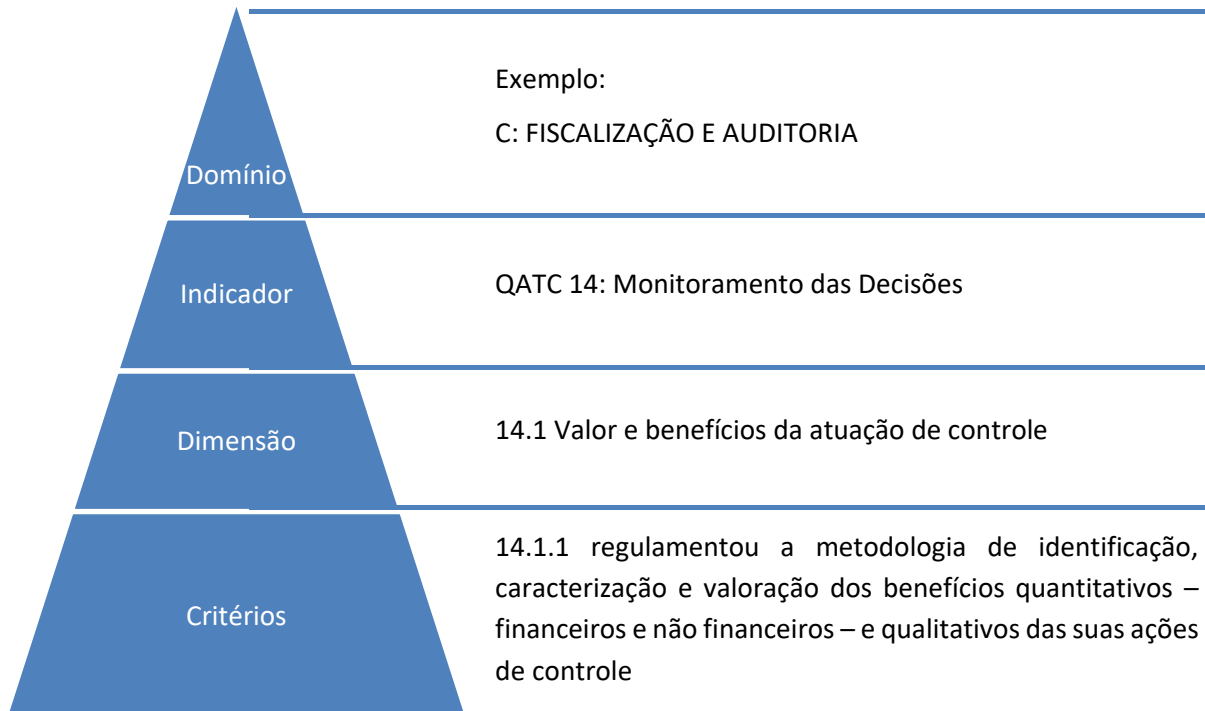 Exemplo:
C: FISCALIZAÇÃO E AUDITORIA
Domínio
Indicador
QATC 14: Monitoramento das Decisões
Dimensão
14.1 Valor e benefícios da atuação de controle
Critérios
14.1.1 regulamentou a metodologia de identificação,
caracterização e valoração dos benefícios quantitativos –
financeiros e não financeiros – e qualitativos das suas ações
de controle